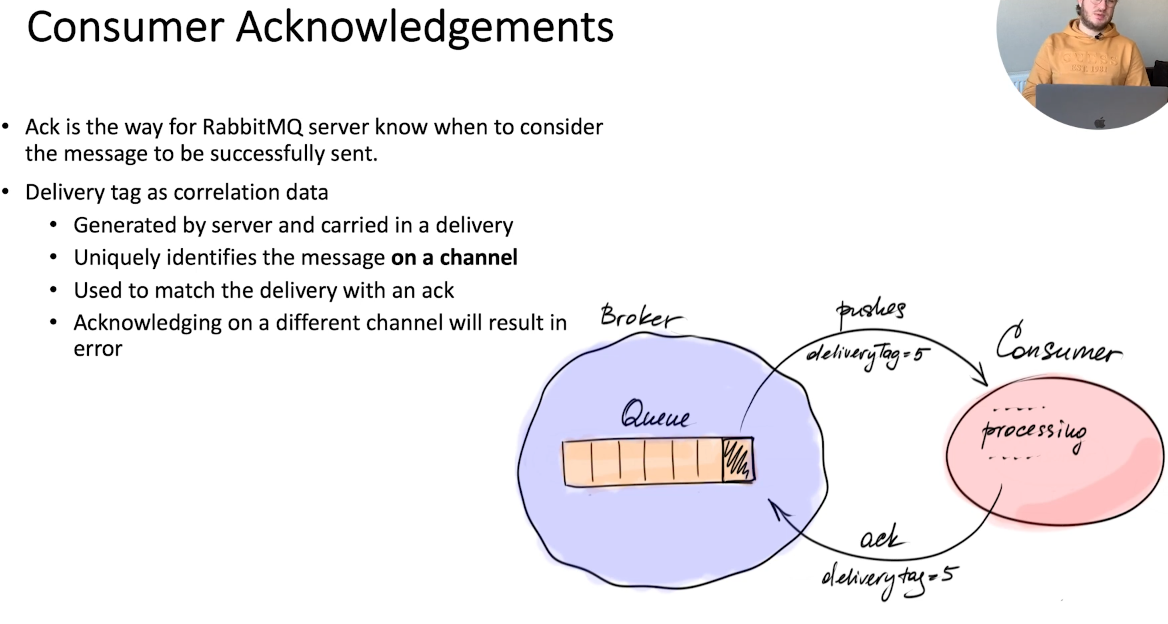 Consumer Acknowledgements
• Ack is the way for RabbitMQ server know when to consider
the message to be successfully sent.
• Delivery tag as correlation data
• Generated by server and carried in a delivery
• Uniquely identifies the message on a channel
• Used to match the delivery with an ack
• Acknowledging on a different channel will result in
error
Broker
pushes
deliveryTag=5
Consumer
Queue
.....
processing
....
ack
deliverytag=5